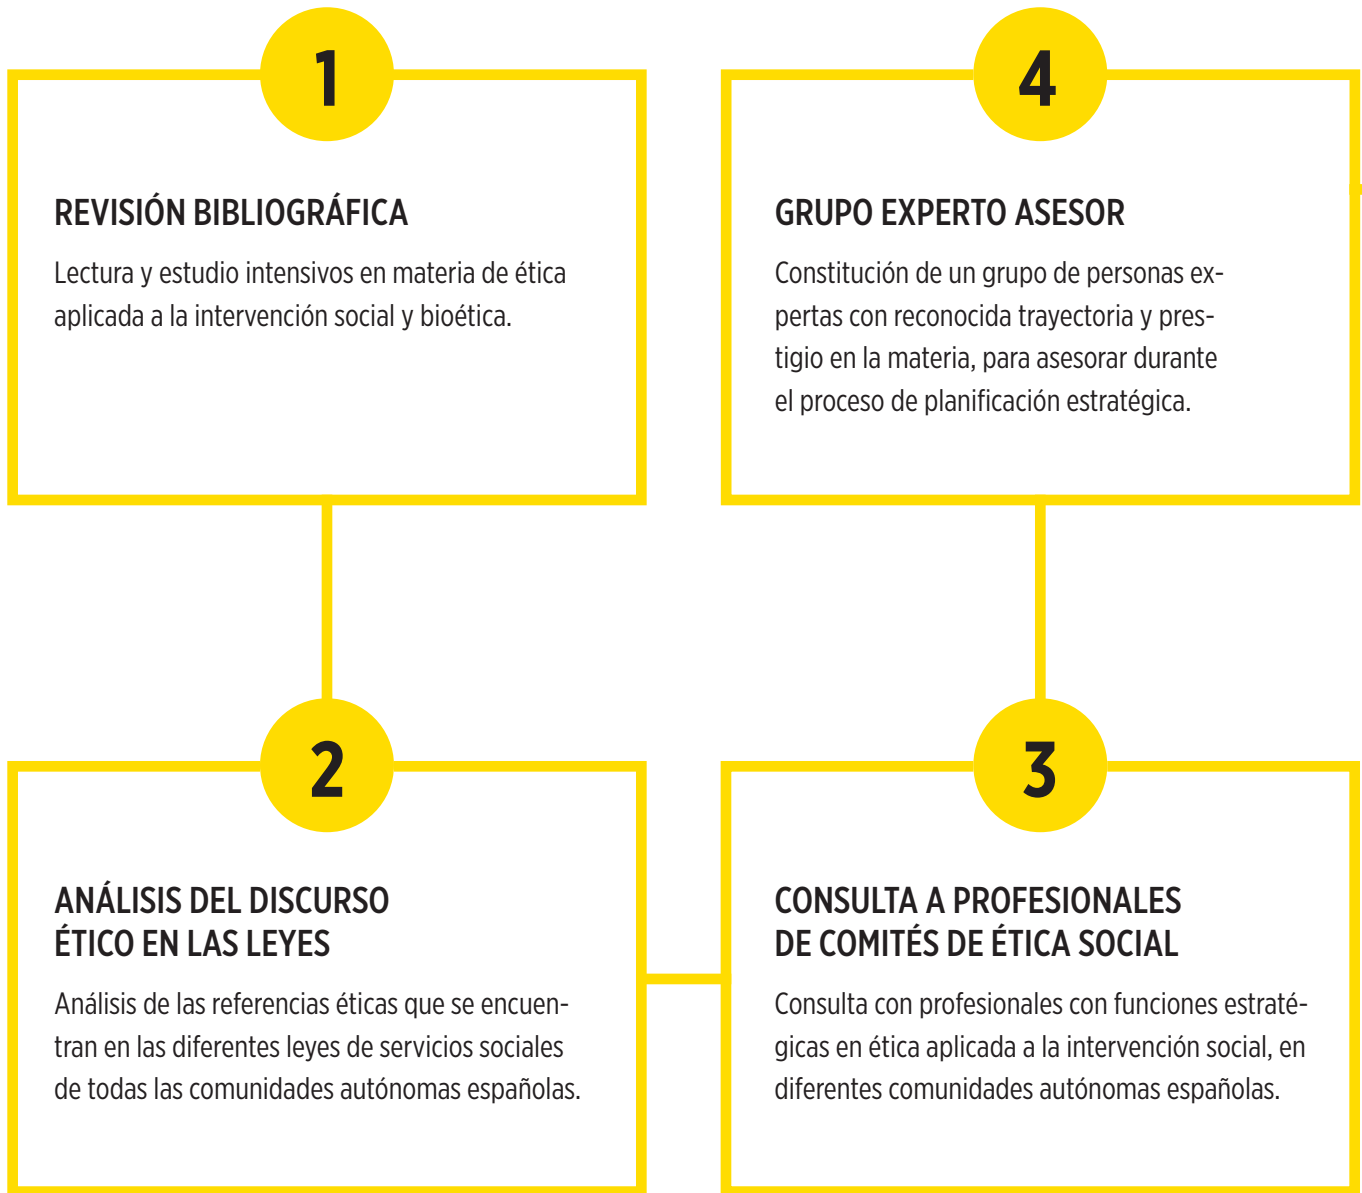 1
REVISIÓN BIBLIOGRÁFICA
Lectura y estudio intensivos en materia de ética
aplicada a la intervención social y bioética.
2
ANÁLISIS DEL DISCURSO
ÉTICO EN LAS LEYES
Análisis de las referencias éticas que se encuen-
tran en las diferentes leyes de servicios sociales
de todas las comunidades autónomas españolas.
3
CONSULTA A PROFESIONALES
DE COMITÉS DE ÉTICA SOCIAL
Consulta con profesionales con funciones estraté-
gicas en ética aplicada a la intervención social, en
diferentes comunidades autónomas españolas.
4
GRUPO EXPERTO ASESOR
Constitución de un grupo de personas ex-
pertas con reconocida trayectoria y pres-
tigio en la materia, para asesorar durante
el proceso de planificación estratégica.